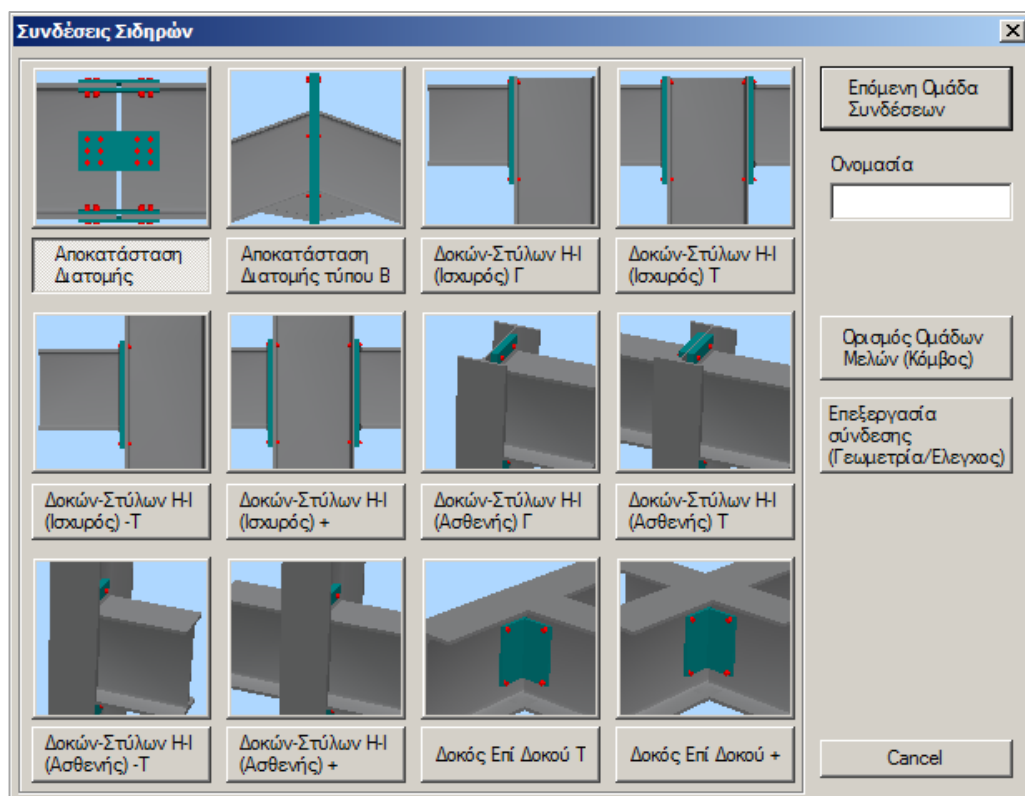 Συνδέσεις Σιδηρών
Επόμενη Ομάδα
Συνδέσεων
Ονομασία
Αποκατάσταση
Διατομής
Αποκατάσταση
Διατομής τύπου Β
Δοκών-Στύλων Η-Ι
(Ισχυρός) Γ
Δοκών-Στύλων Η-Ι
(Ισχυρός) Τ
Ορισμός Ομάδων
Μελών (Κόμβος)
Επεξεργασία
σύνδεσης
(Γεωμετρία/Ελεγχος)
Δοκών-Στύλων Η-Ι
(Ισχυρός) -Τ
Δοκών-Στύλων Η-Ι
(Ισχυρός) +
Δοκών-Στύλων Η-Ι
(Ασθενής) Γ
Δοκών-Στύλων Η-Ι
(Ασθενής) Τ
Δοκών-Στύλων Η-Ι
(Ασθενής) -Τ
Δοκών-Στύλων Η-Ι
(Ασθενής) +
Δοκός Επί Δοκού Τ
Δοκός Επί Δοκού +
Cancel